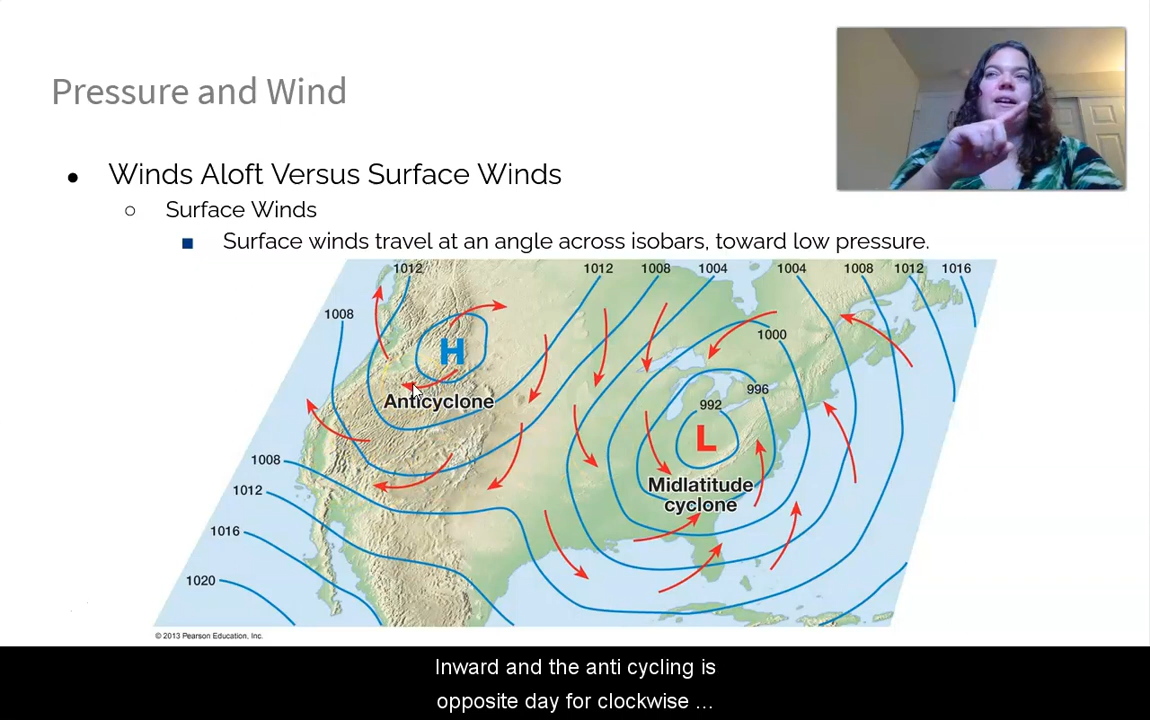 Pressure and Wind
● Winds Aloft Versus Surface Winds
○ Surface Winds
■ Surface winds travel at an angle across isobars, toward low pressure.
1012 1012 1008 1004 1004 1008 1012 1016
1008
1000
H
996
Anticyclone
992
L
1008
Midlatitude
cyclone
1012
1016
1020
© 2013 Pearson Education, Inc.
Inward and the anti cycling is
opposite day for clockwise ...